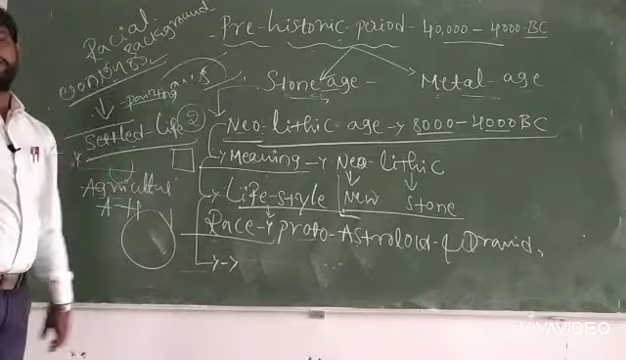 Racial background
Pre-historic period - 40,000 - 4000 BC
Stone age -
Metal age
painting
Settled-life
Neo-lithic age → 8000 - 4000 BC
Meaning → Neo-lithic
Agriculture
Life-style
New
Stone
A-H
Race → proto-Astroloid & Dravid,
VIVAVIDEO